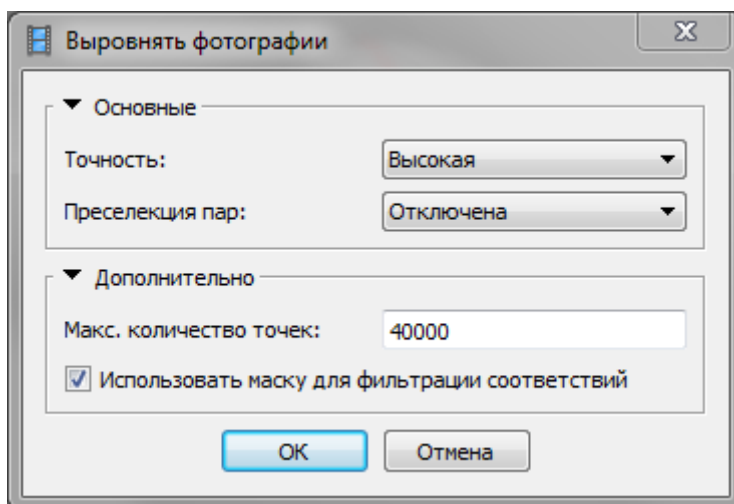 Выровнять фотографии
Основные
Точность: Высокая
Преселекция пар: Отключена
Дополнительно
Макс. количество точек: 40000
Использовать маску для фильтрации соответствий
OK Отмена